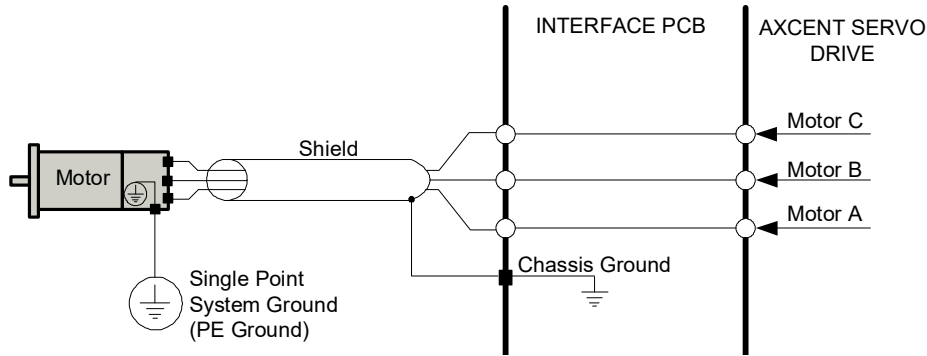 INTERFACE PCB
AXCENT SERVO
DRIVE
Motor C
Shield
Motor
Motor B
Motor A
Chassis Ground
Single Point
System Ground
(PE Ground)